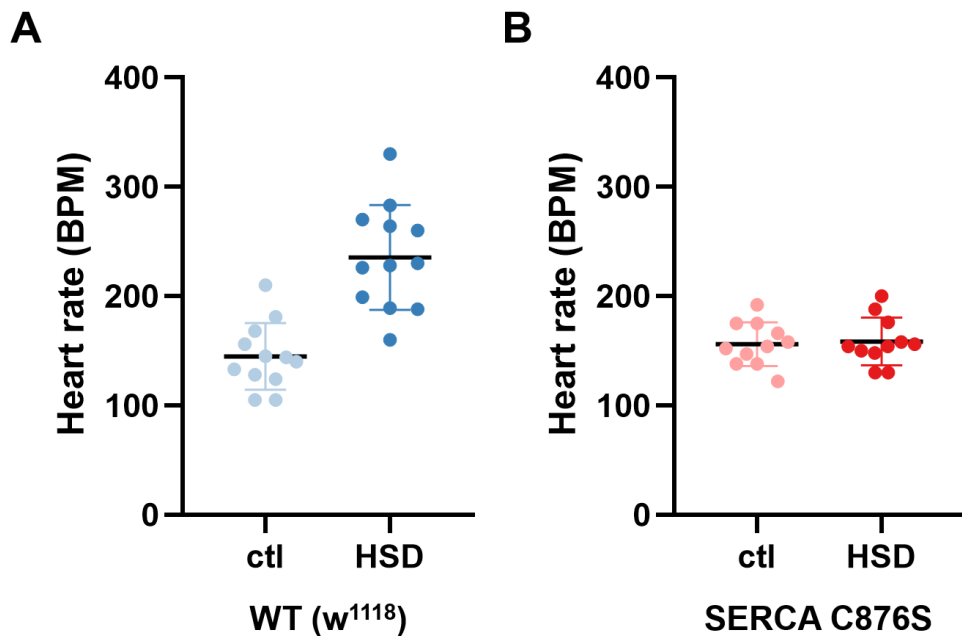 A
Heart rate (BPM)
400
300
200
100
0
ctl HSD
WT (w¹¹¹⁸)
B
Heart rate (BPM)
400
300
200
100
0
ctl HSD
SERCA C876S